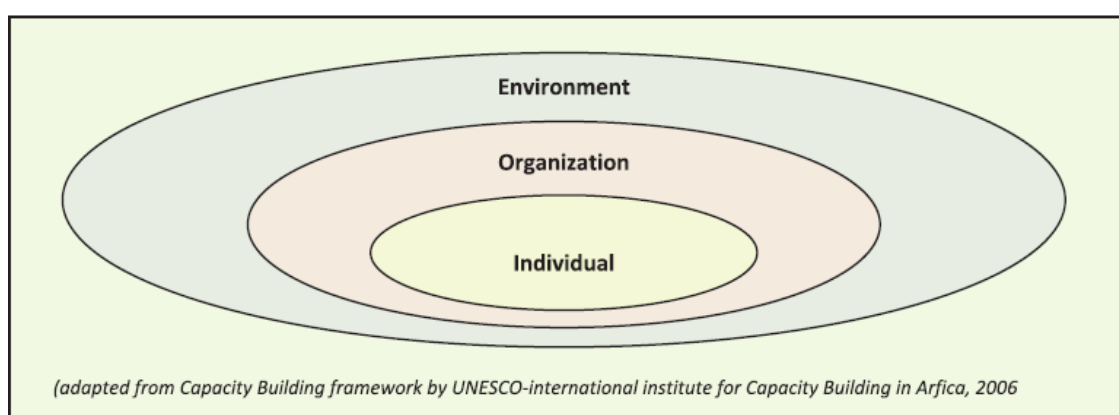 Environment
Organization
Individual
(adapted from Capacity Building framework by UNESCO-international institute for Capacity Building in Arfica, 2006